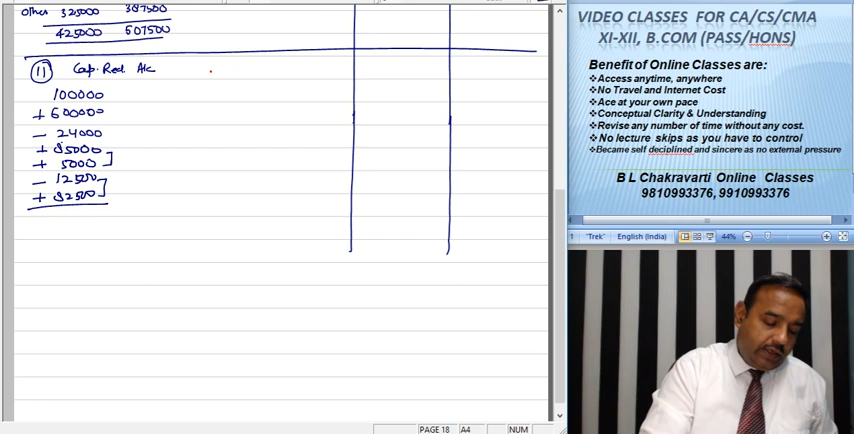 other 325000 387500
425000 507500
11 Cap. Red. A/c
100000
+ 600000
- 24000
+ 85000
+ 5000
- 12500
+ 82500
PAGE 18 A4 NUM
VIDEO CLASSES FOR CA/CS/CMA
XI-XII, B.COM (PASS/HONS)
Benefit of Online Classes are:
❖Access anytime, anywhere
❖No Travel and Internet Cost
❖Ace at your own pace
❖Conceptual Clarity & Understanding
❖Revise any number of time without any cost.
❖No lecture skips as you have to control
❖Became self deciplined and sincere as no external pressure
B L Chakravarti Online Classes
9810993376, 9910993376
1 "Trek" English (India) 44%